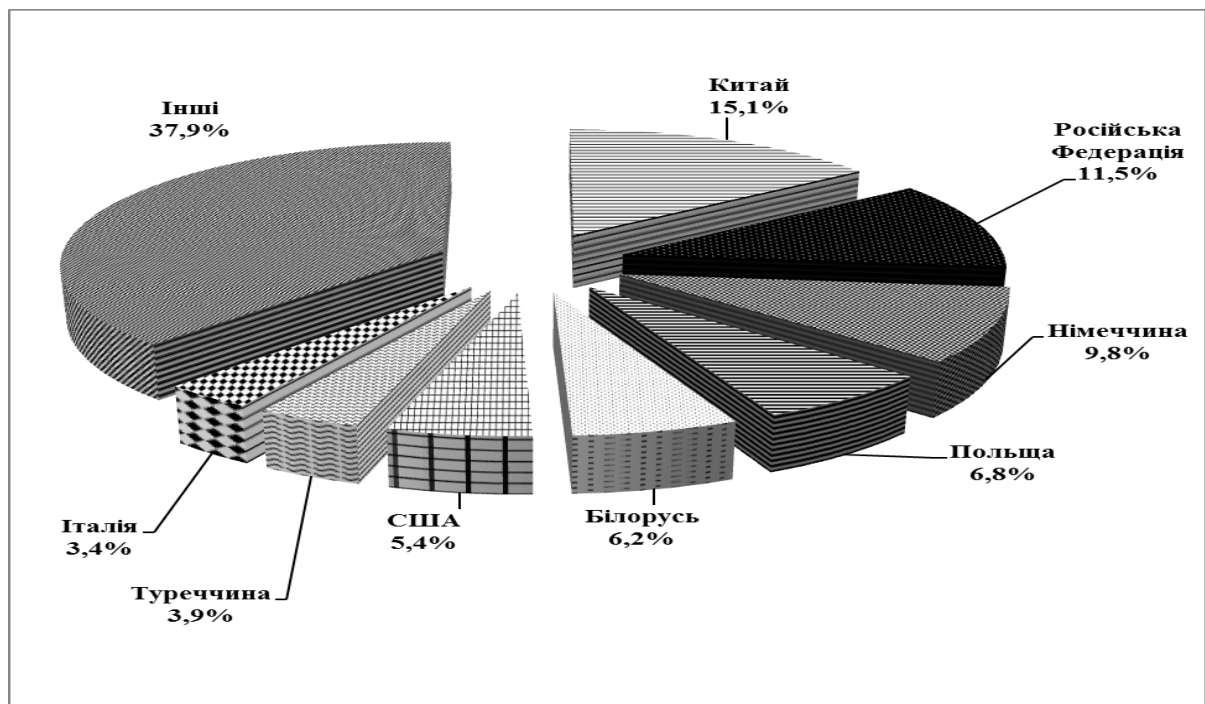 Китай
15,1%
Російська
Федерація
11,5%
Німеччина
9,8%
Польща
6,8%
Білорусь
6,2%
США
5,4%
Туреччина
3,9%
Італія
3,4%
Інші
37,9%